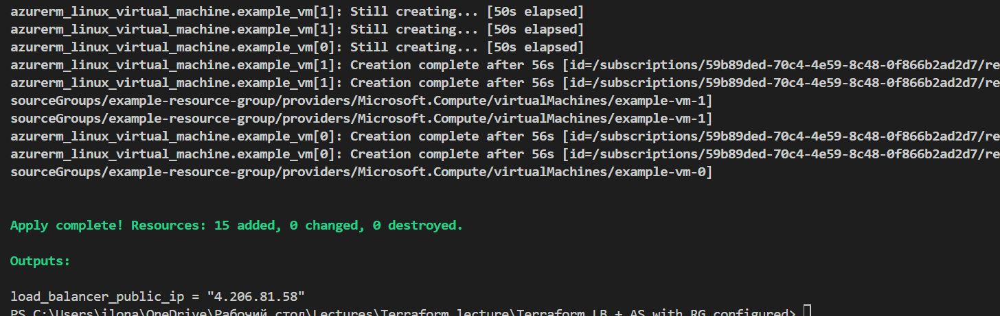 azurerm_linux_virtual_machine.example_vm[1]: Still creating... [50s elapsed]
azurerm_linux_virtual_machine.example_vm[1]: Still creating... [50s elapsed]
azurerm_linux_virtual_machine.example_vm[0]: Still creating... [50s elapsed]
azurerm_linux_virtual_machine.example_vm[1]: Creation complete after 56s [id=/subscriptions/59b89ded-70c4-4e59-8c48-0f866b2ad2d7/re
azurerm_linux_virtual_machine.example_vm[1]: Creation complete after 56s [id=/subscriptions/59b89ded-70c4-4e59-8c48-0f866b2ad2d7/re
sourceGroups/example-resource-group/providers/Microsoft.Compute/virtualMachines/example-vm-1]
sourceGroups/example-resource-group/providers/Microsoft.Compute/virtualMachines/example-vm-1]
azurerm_linux_virtual_machine.example_vm[0]: Creation complete after 56s [id=/subscriptions/59b89ded-70c4-4e59-8c48-0f866b2ad2d7/re
azurerm_linux_virtual_machine.example_vm[0]: Creation complete after 56s [id=/subscriptions/59b89ded-70c4-4e59-8c48-0f866b2ad2d7/re
sourceGroups/example-resource-group/providers/Microsoft.Compute/virtualMachines/example-vm-0]
Apply complete! Resources: 15 added, 0 changed, 0 destroyed.
Outputs:
load_balancer_public_ip = "4.206.81.58"
PS C:\Users\ilona\OneDrive\Рабочий стол\Lectures\Terraform lecture\Terraform LB + AS with RG configured>